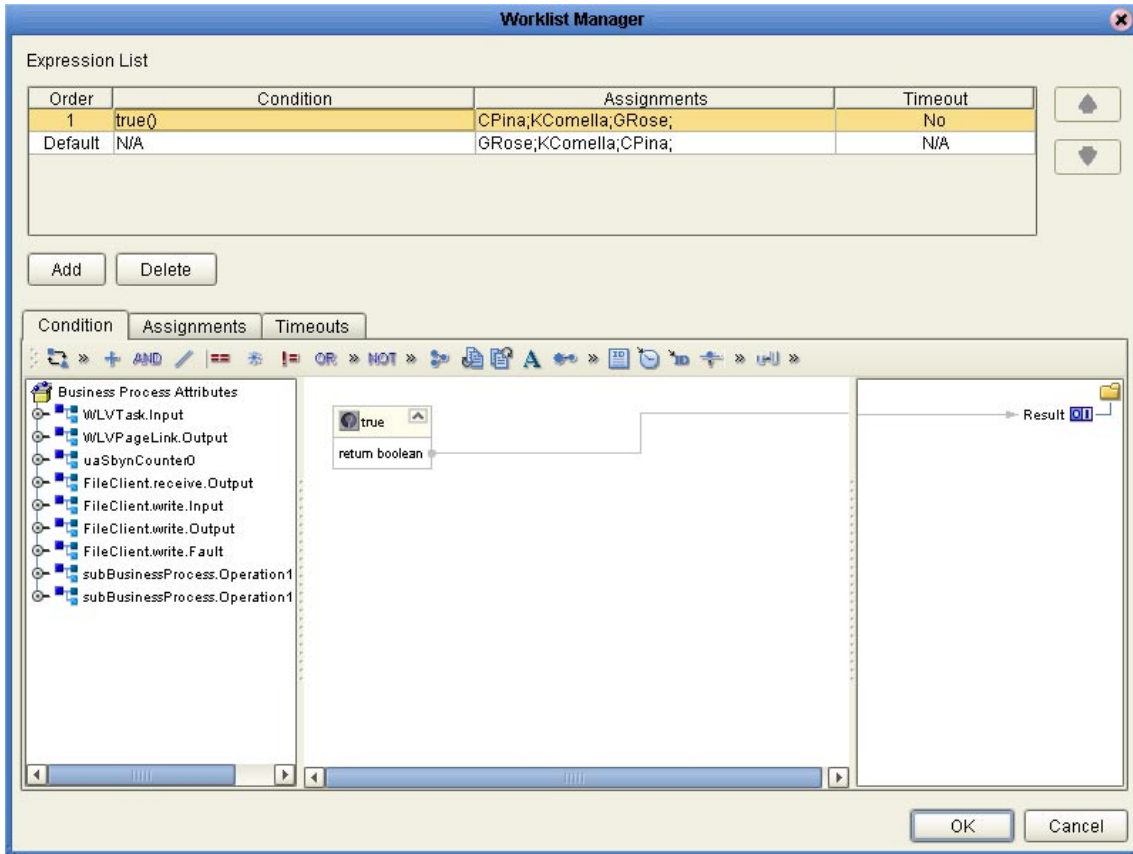 Worklist Manager
Expression List
Order Condition Assignments Timeout
1 true() CPina;KComella;GRose; No
Default N/A GRose;KComella;CPina; N/A
Add Delete
Condition Assignments Timeouts
» + AND / == != OR » NOT » A » ID ID » »
Business Process Attributes
WLVTask.Input
WLVPageLink.Output
uaSbynCounter0
FileClient.receive.Output
FileClient.write.Input
FileClient.write.Output
FileClient.write.Fault
subBusinessProcess.Operation1
subBusinessProcess.Operation1
true
return boolean
Result
OK Cancel